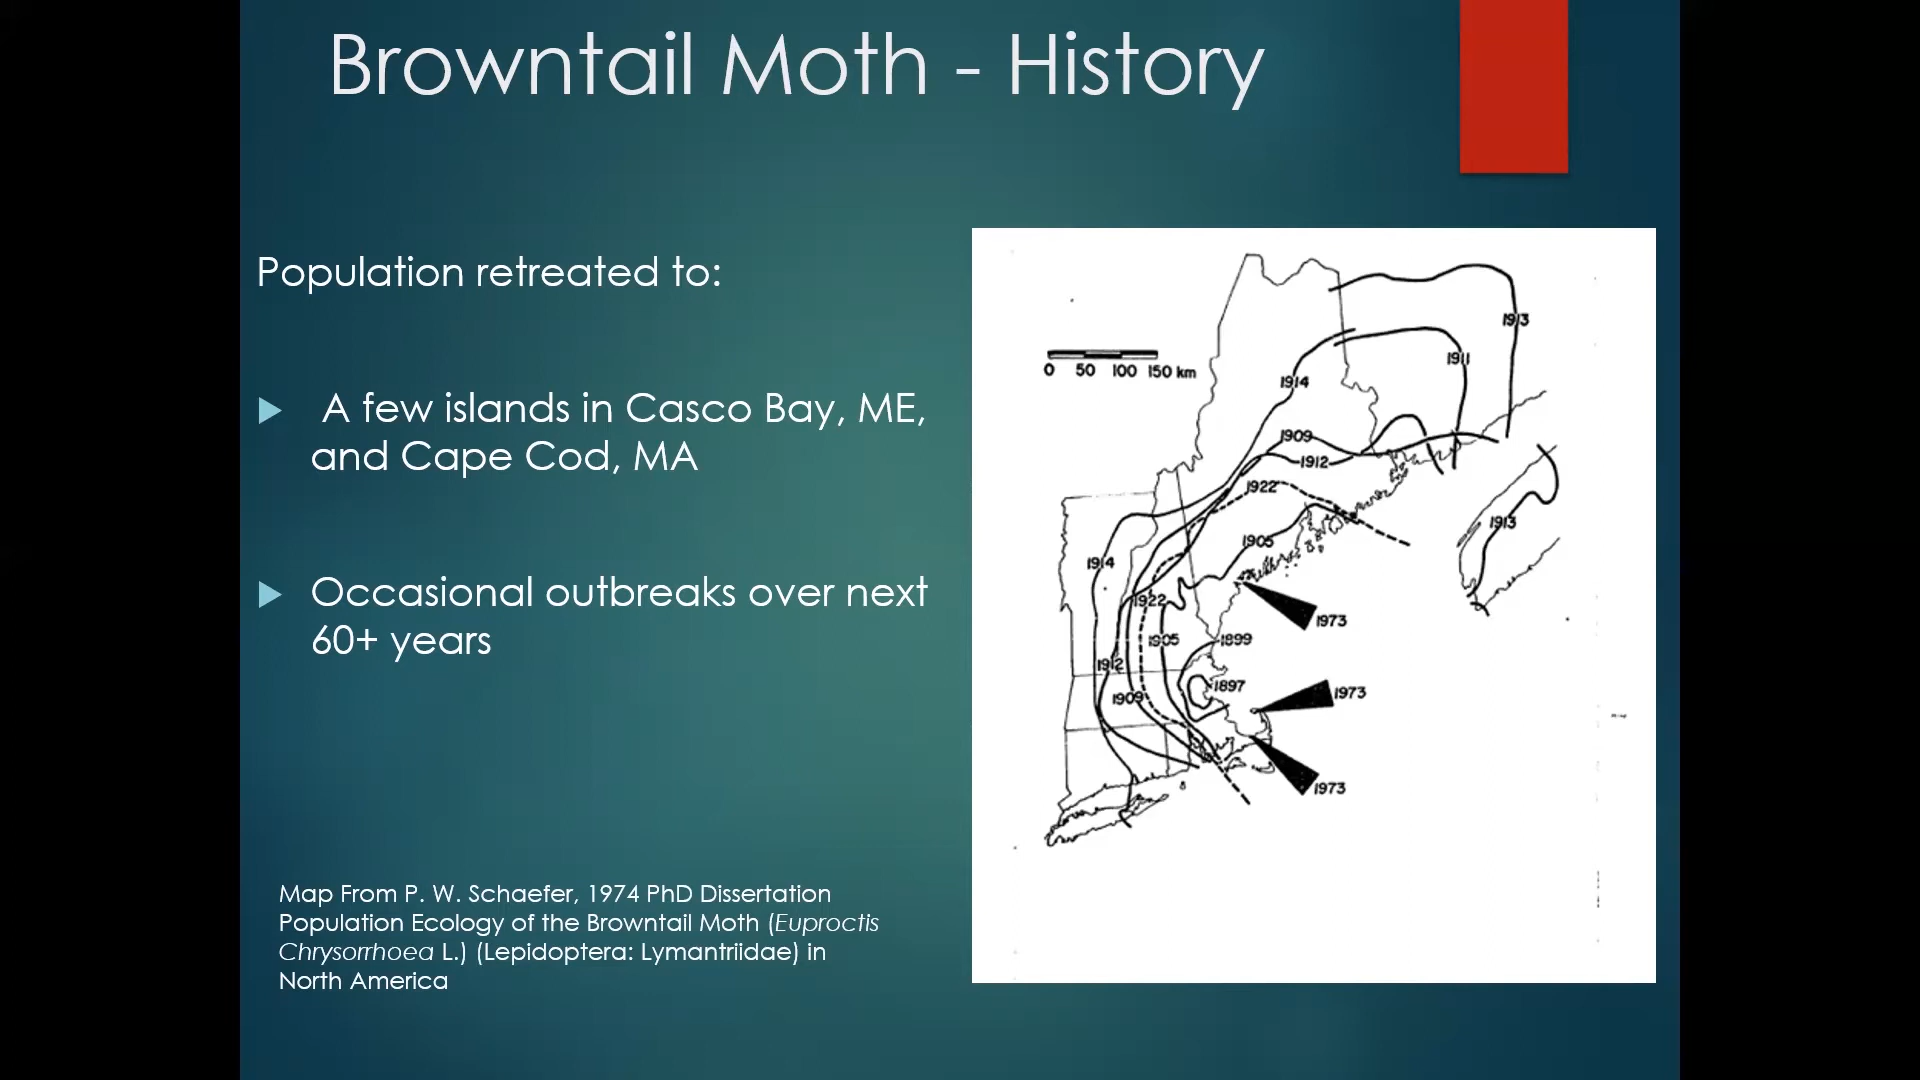 Browntail Moth - History
Population retreated to:
A few islands in Casco Bay, ME,
and Cape Cod, MA
Occasional outbreaks over next
60+ years
Map From P. W. Schaefer, 1974 PhD Dissertation
Population Ecology of the Browntail Moth (Euproctis
Chrysorrhoea L.) (Lepidoptera: Lymantriidae) in
North America
1913
1911
0 50 100 150 km
1914
1909
1912
1922
1913
1905
1914
1922
1973
1905
1899
1912
1897
1973
1909
1973